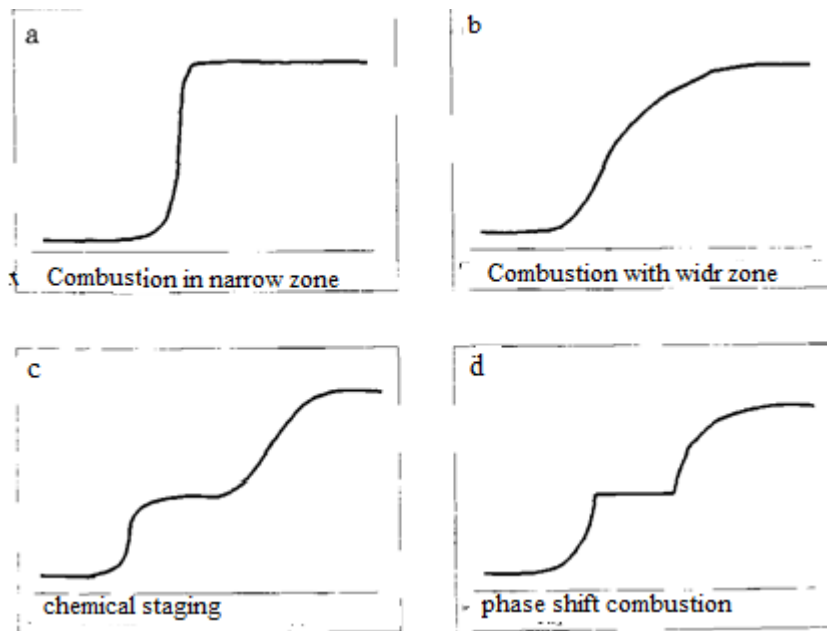 a
Combustion in narrow zone
b
Combustion with widr zone
c
chemical staging
d
phase shift combustion